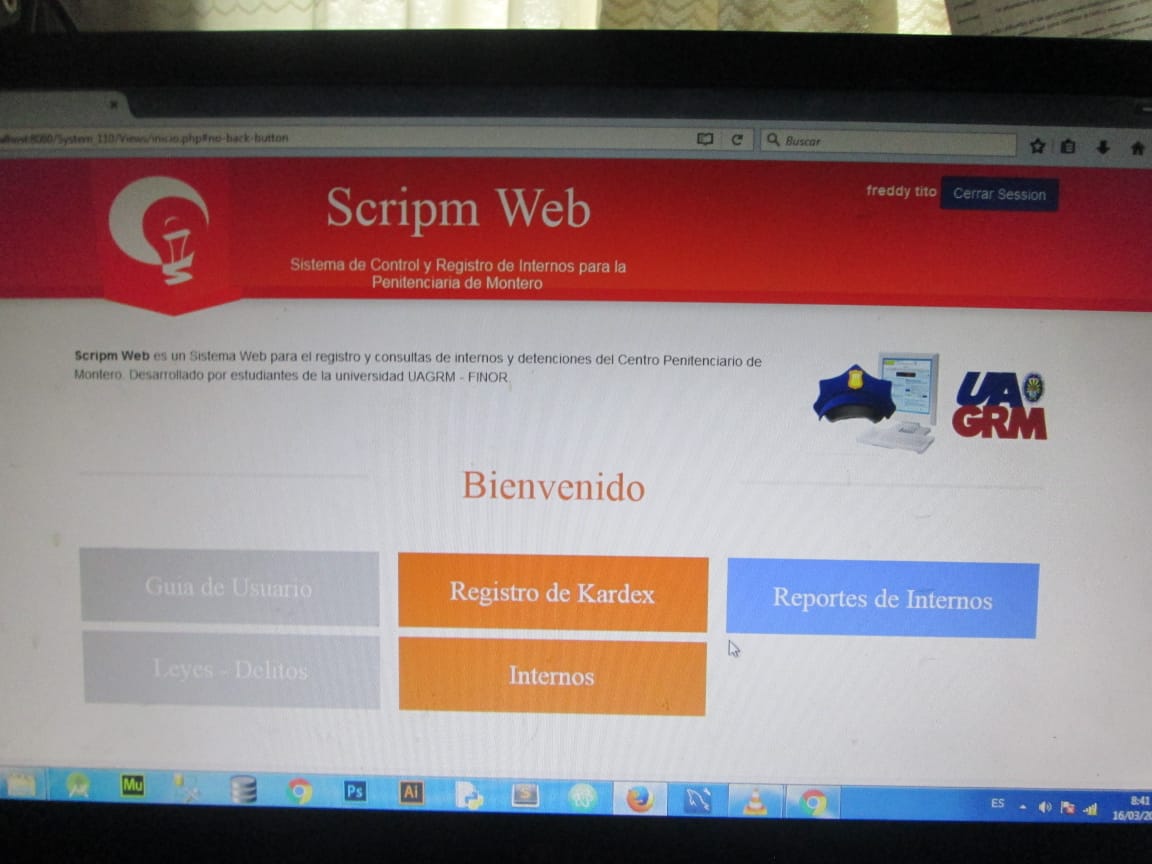 /System_110/Views/inicio.php#no-back-button
Buscar
Scripm Web
freddy tito
Cerrar Session
Sistema de Control y Registro de Internos para la
Penitenciaria de Montero
Scripm Web es un Sistema Web para el registro y consultas de internos y detenciones del Centro Penitenciario de
Montero. Desarrollado por estudiantes de la universidad UAGRM - FINOR.
UA
GRM
Bienvenido
Guia de Usuario
Registro de Kardex
Reportes de Internos
Leyes - Delitos
Internos
Mu
Ps
Ai
S
ES
8:41
16/03/20